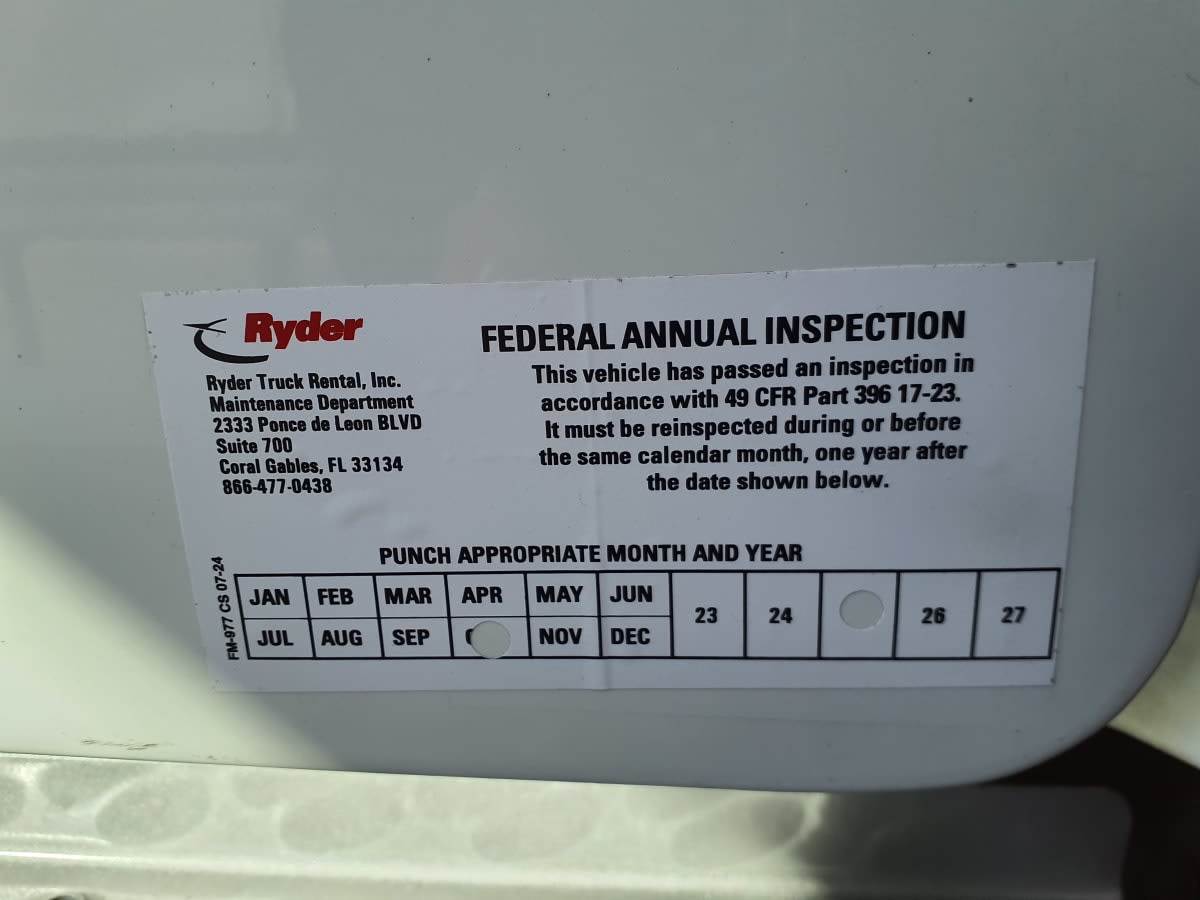 Ryder
Ryder Truck Rental, Inc.
Maintenance Department
2333 Ponce de Leon BLVD
Suite 700
Coral Gables, FL 33134
866-477-0438
FEDERAL ANNUAL INSPECTION
This vehicle has passed an inspection in
accordance with 49 CFR Part 396 17-23.
It must be reinspected during or before
the same calendar month, one year after
the date shown below.
PUNCH APPROPRIATE MONTH AND YEAR
JAN FEB MAR APR MAY JUN
JUL AUG SEP NOV DEC
23 24 26 27
FM-977 CS 07-24